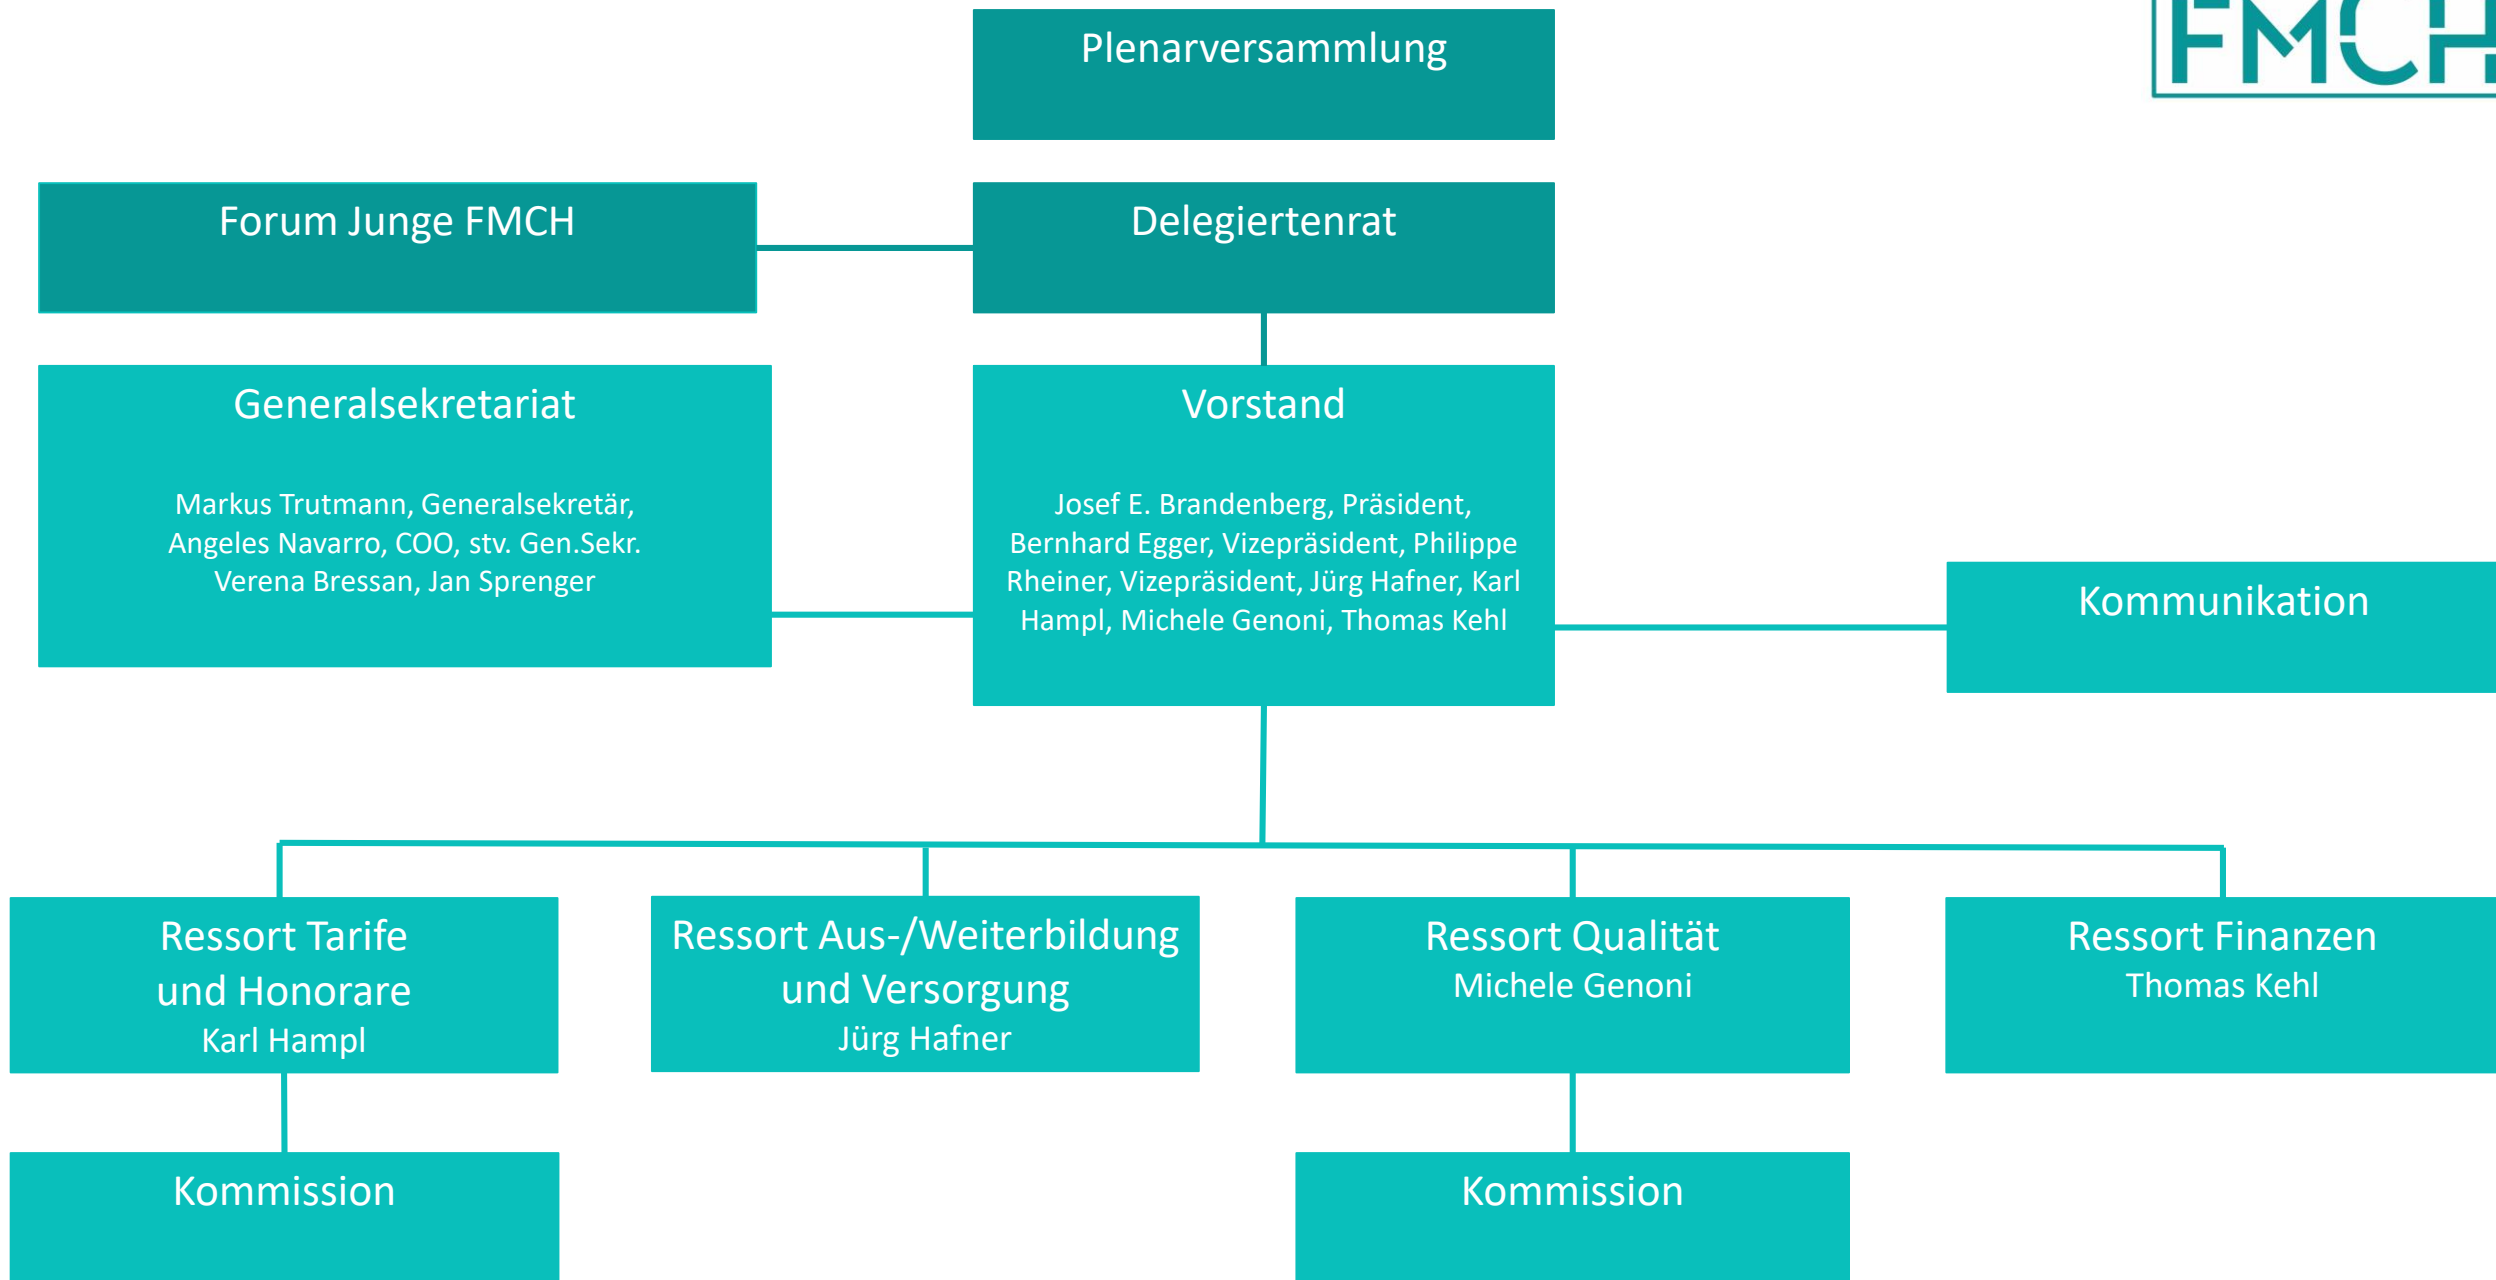 Plenarversammlung
FMCH
Forum Junge FMCH
Delegiertenrat
Generalsekretariat
Markus Trutmann, Generalsekretär,
Angeles Navarro, COO, stv. Gen.Sekr.
Verena Bressan, Jan Sprenger
Vorstand
Josef E. Brandenberg, Präsident,
Bernhard Egger, Vizepräsident, Philippe
Rheiner, Vizepräsident, Jürg Hafner, Karl
Hampl, Michele Genoni, Thomas Kehl
Kommunikation
Ressort Tarife
und Honorare
Karl Hampl
Ressort Aus-/Weiterbildung
und Versorgung
Jürg Hafner
Ressort Qualität
Michele Genoni
Ressort Finanzen
Thomas Kehl
Kommission
Kommission